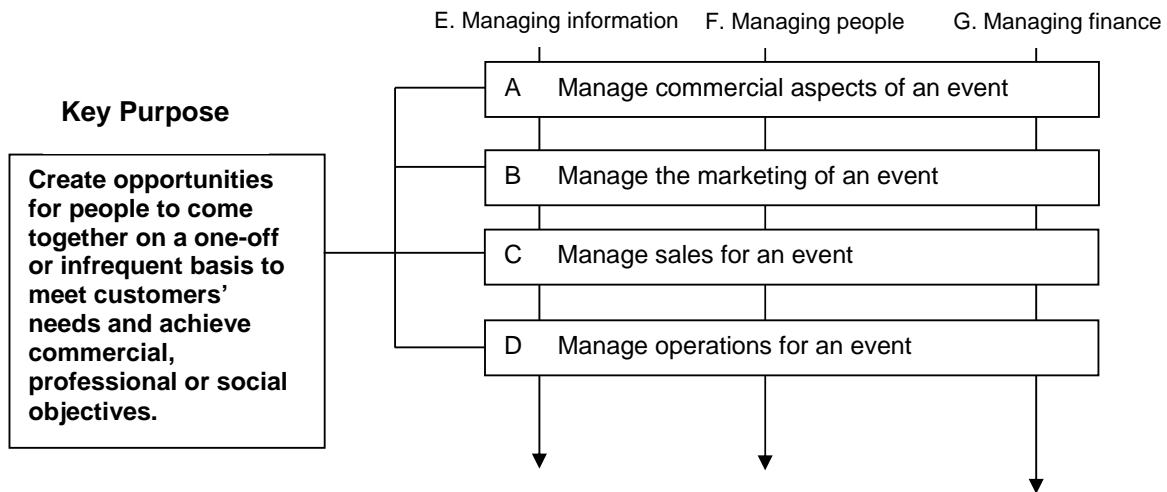 E. Managing information F. Managing people G. Managing finance
A Manage commercial aspects of an event
Key Purpose
B Manage the marketing of an event
Create opportunities
for people to come
together on a one-off
or infrequent basis to
meet customers’
needs and achieve
commercial,
professional or social
objectives.
C Manage sales for an event
D Manage operations for an event